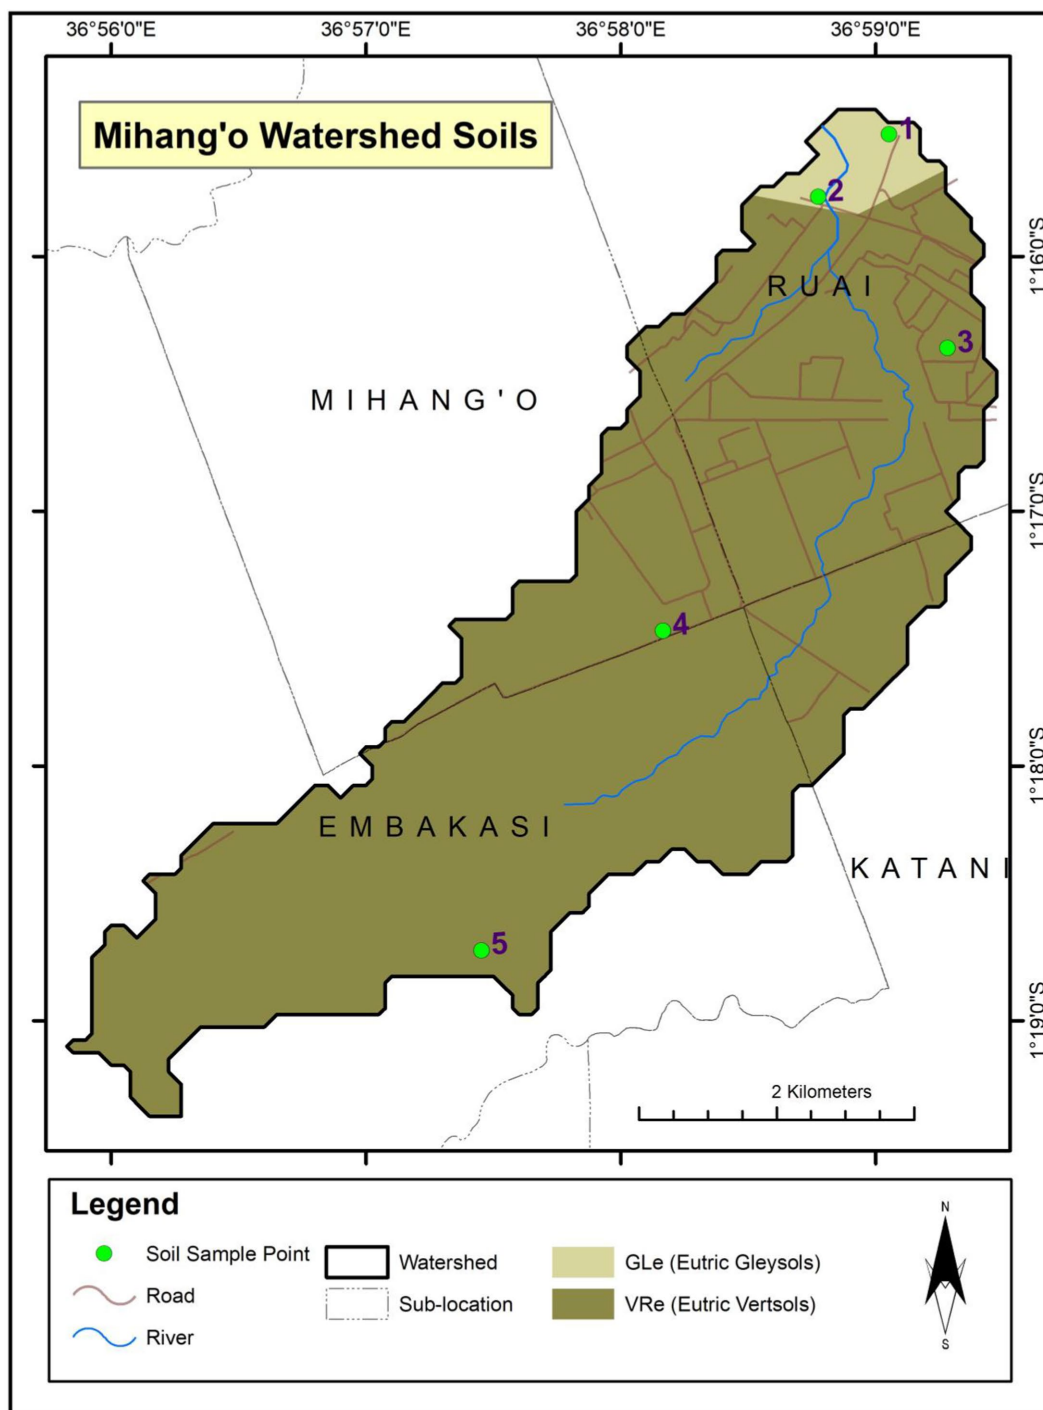 36°56'0"E 36°57'0"E 36°58'0"E 36°59'0"E
Mihang'o Watershed Soils
1
2
1°16'0"S
RUAI
3
MIHANG'O
1°17'0"S
4
1°18'0"S
EMBAKASI
KATANI
5
1°19'0"S
2 Kilometers
Legend
Soil Sample Point
Road
River
Watershed
Sub-location
GLe (Eutric Gleysols)
VRe (Eutric Vertsols)
N
S